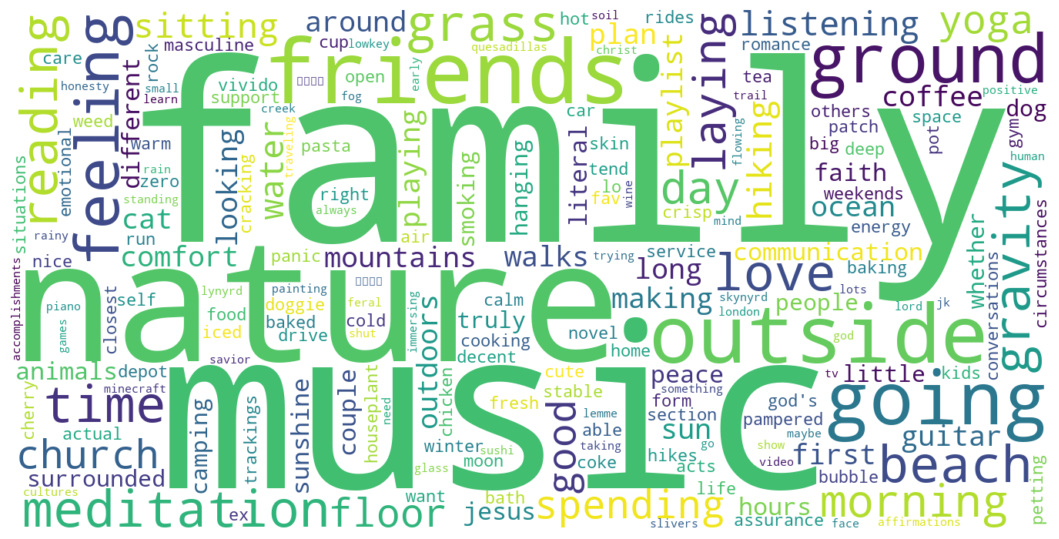 family
music
nature
friends
outside
going
ground
feeling
grass
love
beach
time
reading
meditation
gravity
morning
spending
church
laying
floor
day
good
sitting
yoga
listening
hiking
around
playlist
plan
coffee
water
playing
looking
cat
comfort
mountains
walks
long
making
communication
ocean
faith
dog
different
hanging
smoking
literal
outdoors
truly
people
peace
sun
little
first
guitar
animals
surrounded
camping
sunshine
couple
jesus
hours
whether
masculine
cup
lowkey
quesadillas
christ
hot
soil
rides
romance
tea
trail
care
rock
honesty
small
learn
vivido
support
open
early
fog
creek
car
skin
tend
lo
fav
wine
crisp
flowing
mind
others
patch
space
big
deep
pot
gym
positive
human
weekends
energy
weed
emotional
warm
rain
zero
standing
run
cracking
traveling
pasta
right
always
air
panic
service
trying
baking
situations
rainy
nice
accomplishments
piano
games
closest
self
lynyrd
food
iced
painting
doggie
baked
drive
feral
shut
cold
immersing
calm
cooking
decent
novel
home
skynyrd
london
lots
lord
god
jk
conversations
circumstances
kids
tv
depot
minecraft
savior
cherry
actual
cultures
ex
trackings
houseplant
need
chicken
winter
moon
want
glass
sushi
fresh
cute
stable
bath
coke
able
lemme
taking
form
section
hikes
acts
go
life
god's
pampered
show
maybe
video
bubble
assurance
face
slivers
affirmations
petting